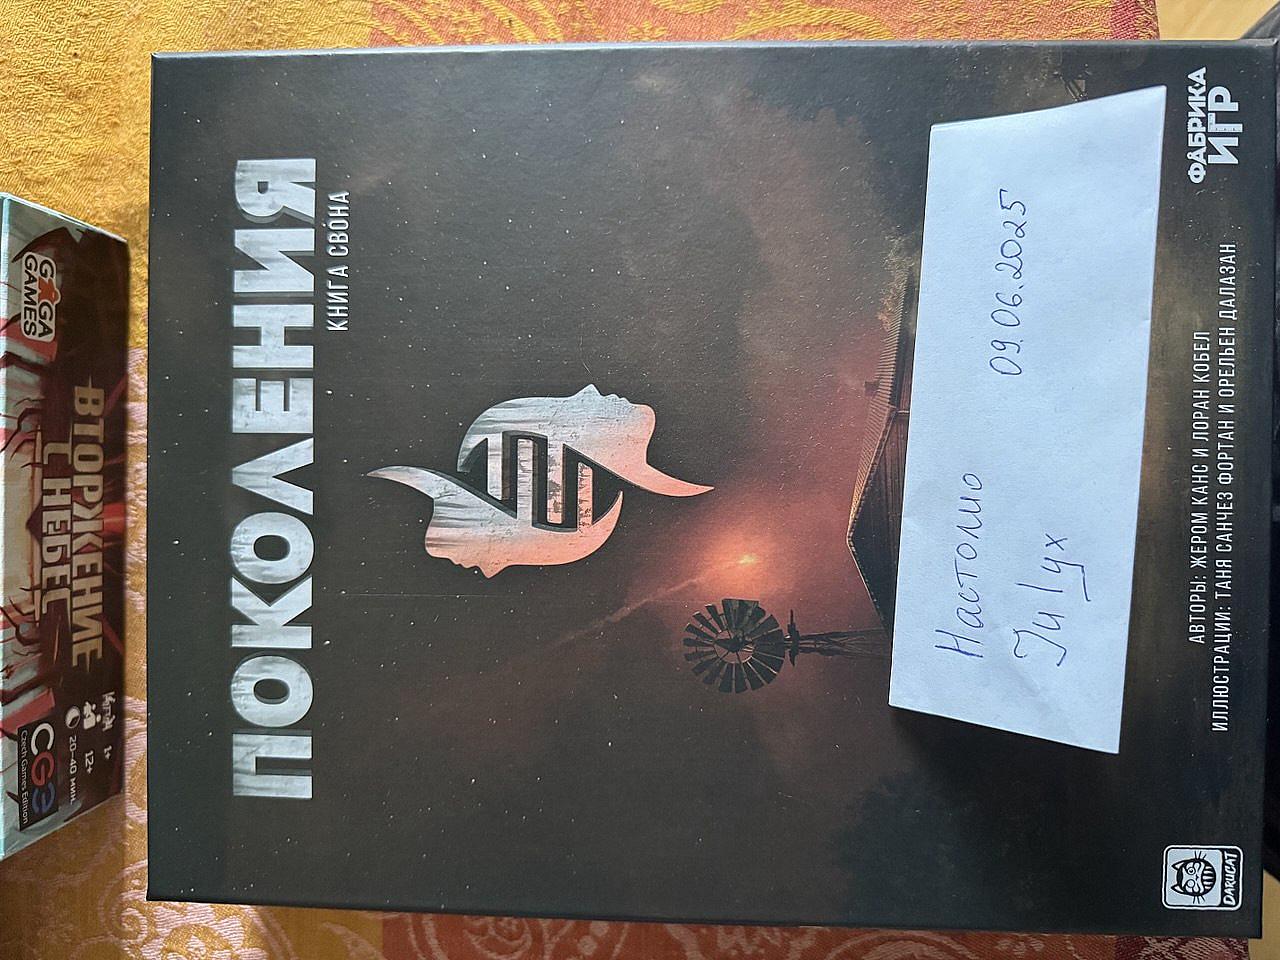 ПОКОЛЕНИЯ
КНИГА СВОНА
Настолио
09.06.2025
АВТОРЫ: ЖЕРОМ КАНС И ЛОРАН КОБЕЛ
ИЛЛЮСТРАЦИИ: ТАНЯ САНЧЕЗ ФОРТАН И ОРЕЛЬЕН ДАЛАЗАН
ФАБРИКА
ИГР
DARUCAT
GAGA
GAMES
ВТОРЖЕНИЕ
С НЕБЕС
1+
12+
20-40 МИН.
CGE
Czech Games Edition